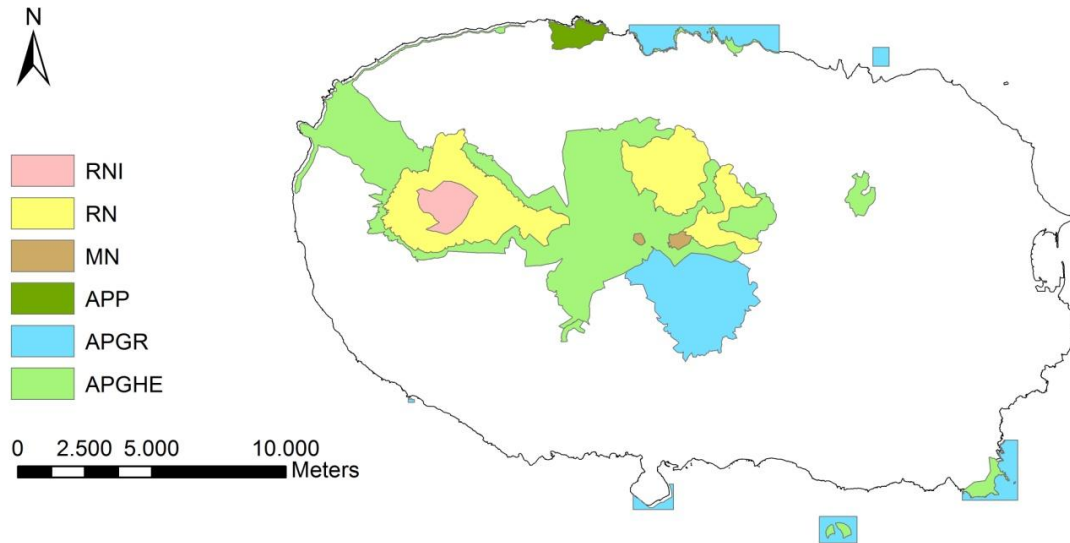 N
RNI
RN
MN
APP
APGR
APGHE
0 2.500 5.000 10.000
Meters